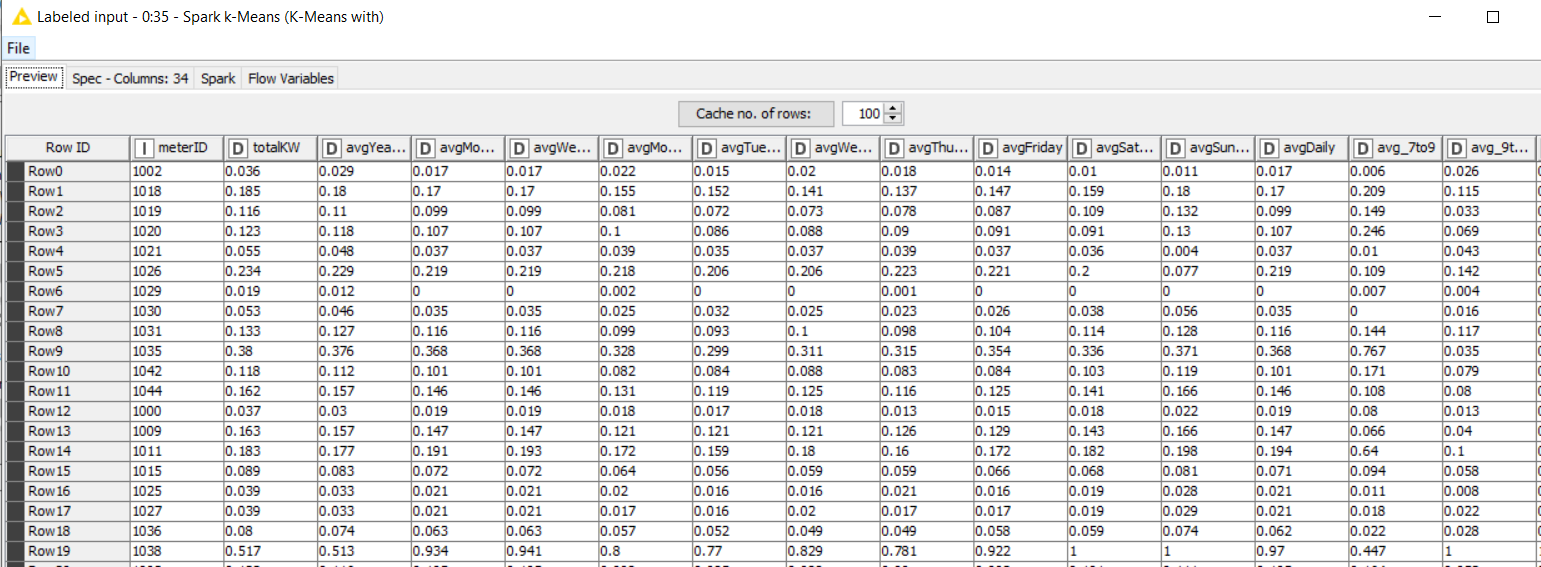 Labeled input - 0:35 - Spark k-Means (K-Means with)
File
Preview Spec - Columns: 34 Spark Flow Variables
Cache no. of rows: 100
Row ID I meterID D totalKW D avgYea... D avgMo... D avgWe... D avgMo... D avgTue... D avgWe... D avgThu... D avgFriday D avgSat... D avgSun... D avgDaily D avg_7to9 D avg_9t...
Row0 1002 0.036 0.029 0.017 0.017 0.022 0.015 0.02 0.018 0.014 0.01 0.011 0.017 0.006 0.026
Row1 1018 0.185 0.18 0.17 0.17 0.155 0.152 0.141 0.137 0.147 0.159 0.18 0.17 0.209 0.115
Row2 1019 0.116 0.11 0.099 0.099 0.081 0.072 0.073 0.078 0.087 0.109 0.132 0.099 0.149 0.033
Row3 1020 0.123 0.118 0.107 0.107 0.1 0.086 0.088 0.09 0.091 0.091 0.13 0.107 0.246 0.069
Row4 1021 0.055 0.048 0.037 0.037 0.039 0.035 0.037 0.039 0.037 0.036 0.004 0.037 0.01 0.043
Row5 1026 0.234 0.229 0.219 0.219 0.218 0.206 0.206 0.223 0.221 0.2 0.077 0.219 0.109 0.142
Row6 1029 0.019 0.012 0 0 0.002 0 0 0.001 0 0 0 0 0.007 0.004
Row7 1030 0.053 0.046 0.035 0.035 0.025 0.032 0.025 0.023 0.026 0.038 0.056 0.035 0 0.016
Row8 1031 0.133 0.127 0.116 0.116 0.099 0.093 0.1 0.098 0.104 0.114 0.128 0.116 0.144 0.117
Row9 1035 0.38 0.376 0.368 0.368 0.328 0.299 0.311 0.315 0.354 0.336 0.371 0.368 0.767 0.035
Row10 1042 0.118 0.112 0.101 0.101 0.082 0.084 0.088 0.083 0.084 0.103 0.119 0.101 0.171 0.079
Row11 1044 0.162 0.157 0.146 0.146 0.131 0.119 0.125 0.116 0.125 0.141 0.166 0.146 0.108 0.08
Row12 1000 0.037 0.03 0.019 0.019 0.018 0.017 0.018 0.013 0.015 0.018 0.022 0.019 0.08 0.013
Row13 1009 0.163 0.157 0.147 0.147 0.121 0.121 0.121 0.126 0.129 0.143 0.166 0.147 0.066 0.04
Row14 1011 0.183 0.177 0.191 0.193 0.172 0.159 0.18 0.16 0.172 0.182 0.198 0.194 0.64 0.1
Row15 1015 0.089 0.083 0.072 0.072 0.064 0.056 0.059 0.059 0.066 0.068 0.081 0.071 0.094 0.058
Row16 1025 0.039 0.033 0.021 0.021 0.02 0.016 0.016 0.021 0.016 0.019 0.028 0.021 0.011 0.008
Row17 1027 0.039 0.033 0.021 0.021 0.017 0.016 0.02 0.017 0.017 0.019 0.029 0.021 0.018 0.022
Row18 1036 0.08 0.074 0.063 0.063 0.057 0.052 0.049 0.049 0.058 0.059 0.074 0.062 0.022 0.028
Row19 1038 0.517 0.513 0.934 0.941 0.8 0.77 0.829 0.781 0.922 1 1 0.97 0.447 1